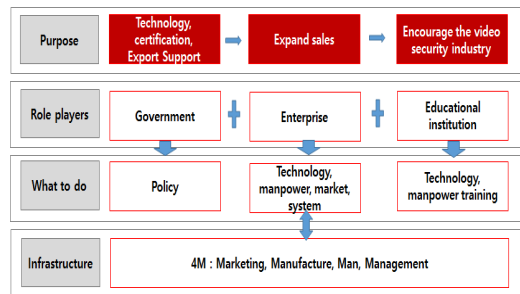 Purpose
Technology,
certification,
Export Support
Expand sales
Encourage the video
security industry
Role players
Government
Enterprise
Educational
institution
What to do
Policy
Technology,
manpower, market,
system
Technology,
manpower training
Infrastructure
4M : Marketing, Manufacture, Man, Management